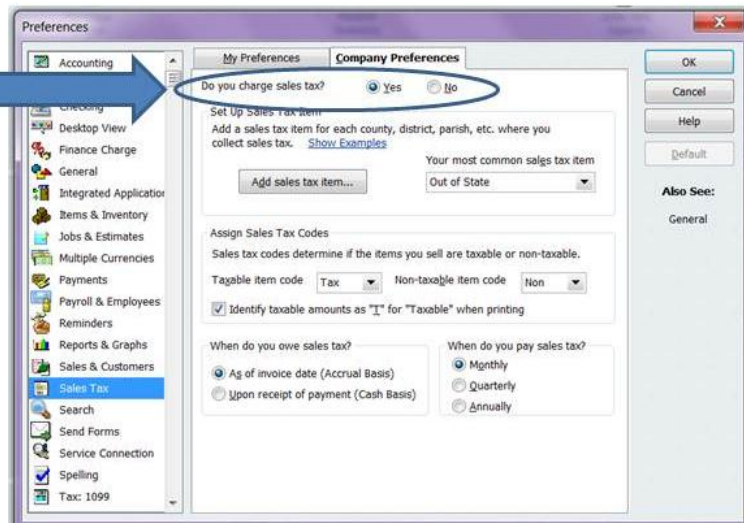 Preferences
Accounting
Checking
Desktop View
Finance Charge
General
Integrated Application
Items & Inventory
Jobs & Estimates
Multiple Currencies
Payments
Payroll & Employees
Reminders
Reports & Graphs
Sales & Customers
Sales Tax
Search
Send Forms
Service Connection
Spelling
Tax: 1099
My Preferences
Company Preferences
Do you charge sales tax? Yes No
Set Up Sales Tax Item
Add a sales tax item for each county, district, parish, etc. where you
collect sales tax. Show Examples
Your most common sales tax item
Add sales tax item... Out of State
Assign Sales Tax Codes
Sales tax codes determine if the items you sell are taxable or non-taxable.
Taxable item code Tax Non-taxable item code Non
Identify taxable amounts as "T" for "Taxable" when printing
When do you owe sales tax?
As of invoice date (Accrual Basis)
Upon receipt of payment (Cash Basis)
When do you pay sales tax?
Monthly
Quarterly
Annually
OK
Cancel
Help
Default
Also See:
General